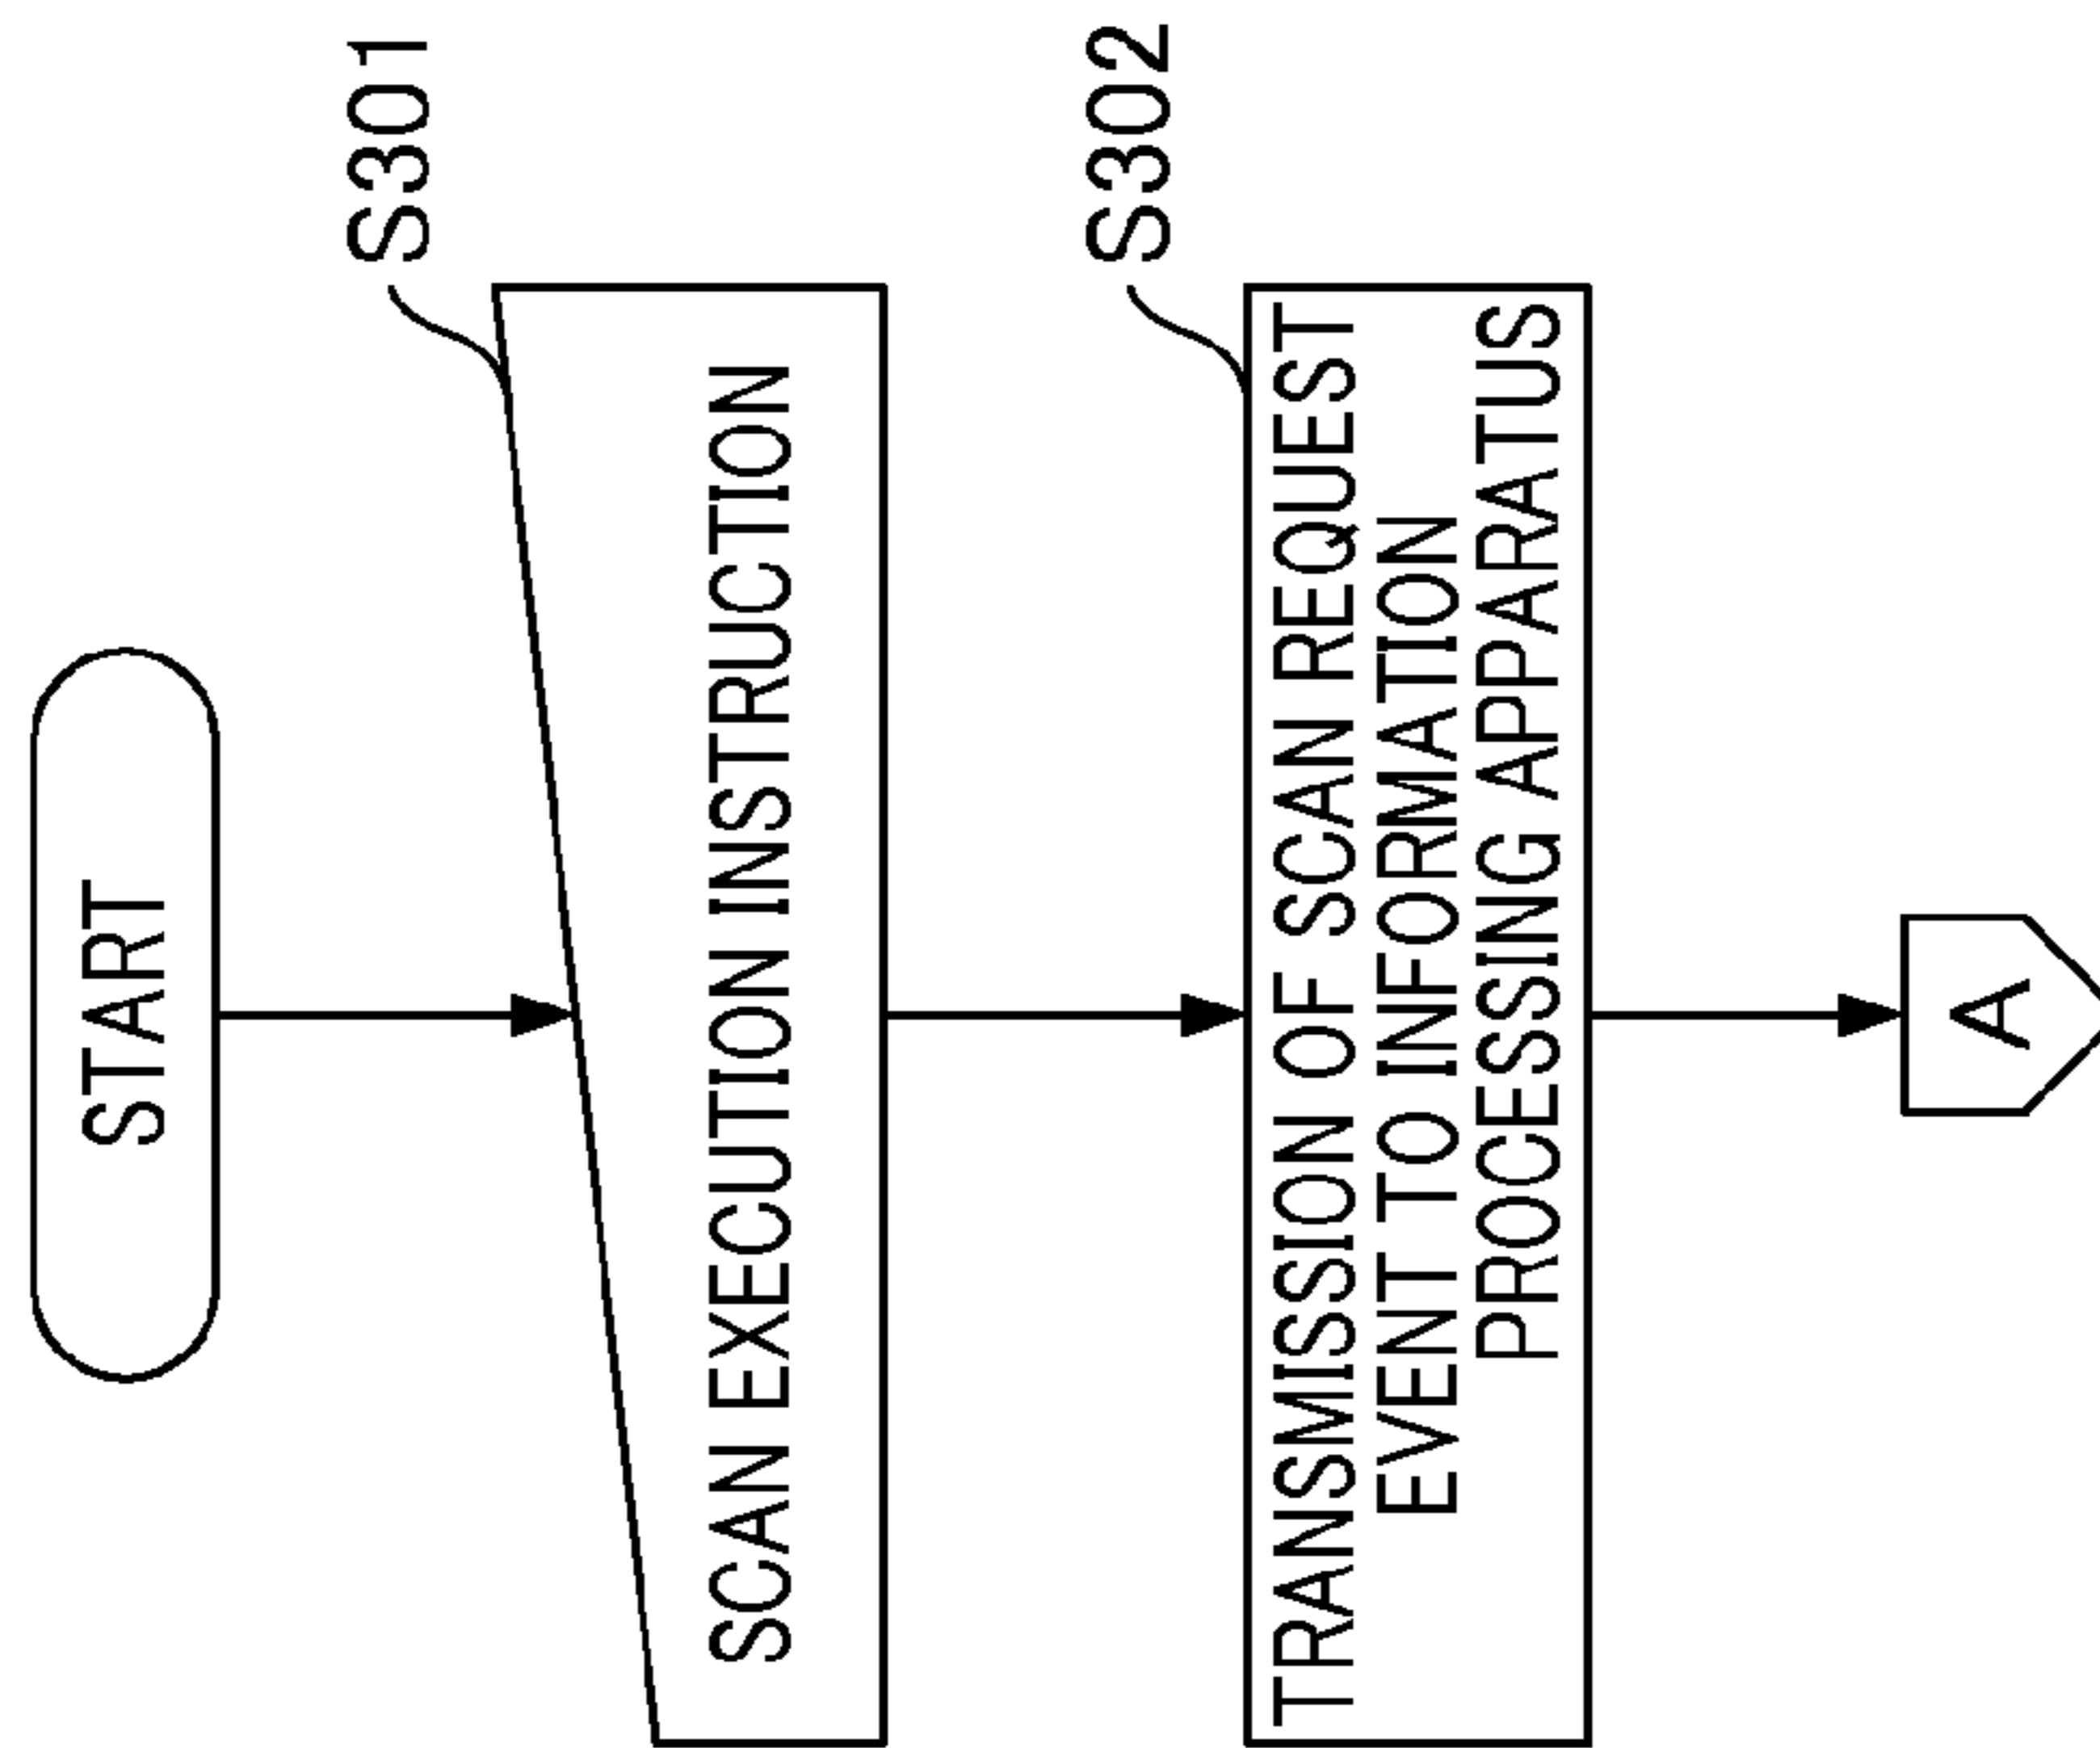 START
S301
SCAN EXECUTION INSTRUCTION
S302
TRANSMISSION OF SCAN REQUEST
EVENT TO INFORMATION
PROCESSING APPARATUS
A